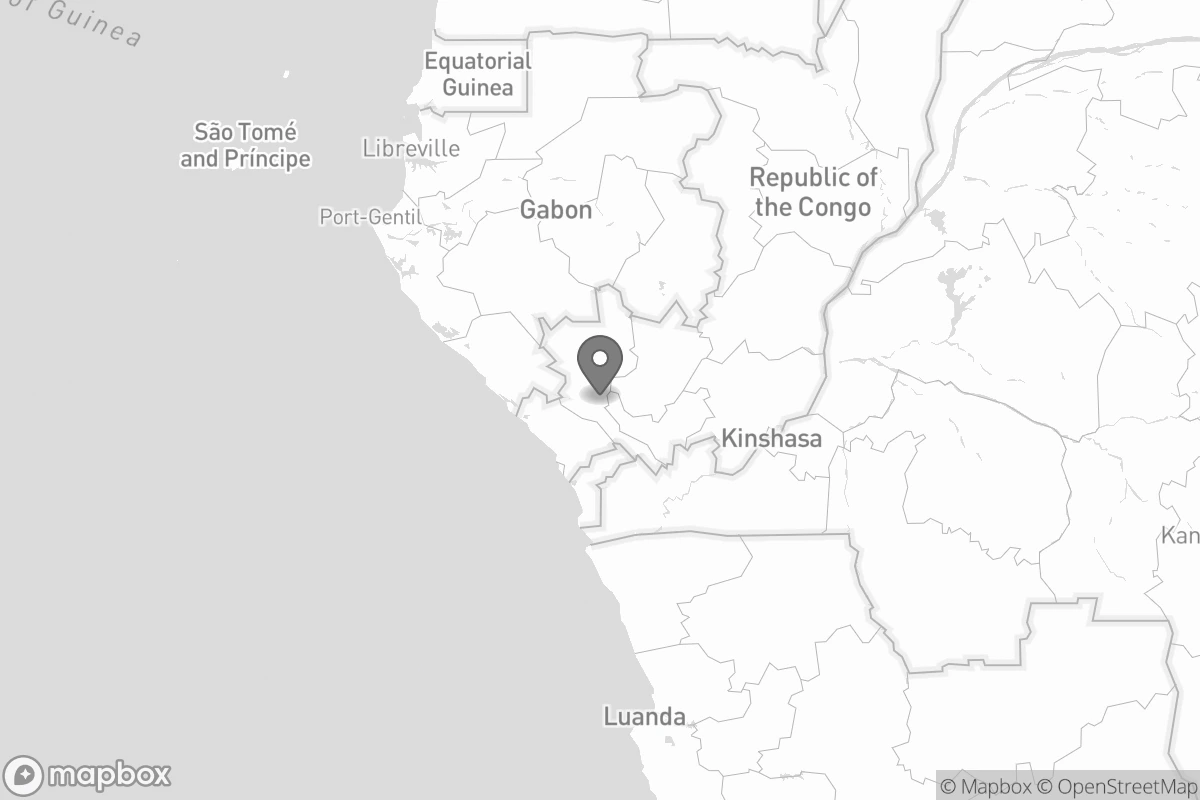 of Guinea
Equatorial
Guinea
São Tomé
and Príncipe
Libreville
Republic of
the Congo
Gabon
Port-Gentil
Kinshasa
Kan
Luanda
mapbox
© Mapbox © OpenStreetMap